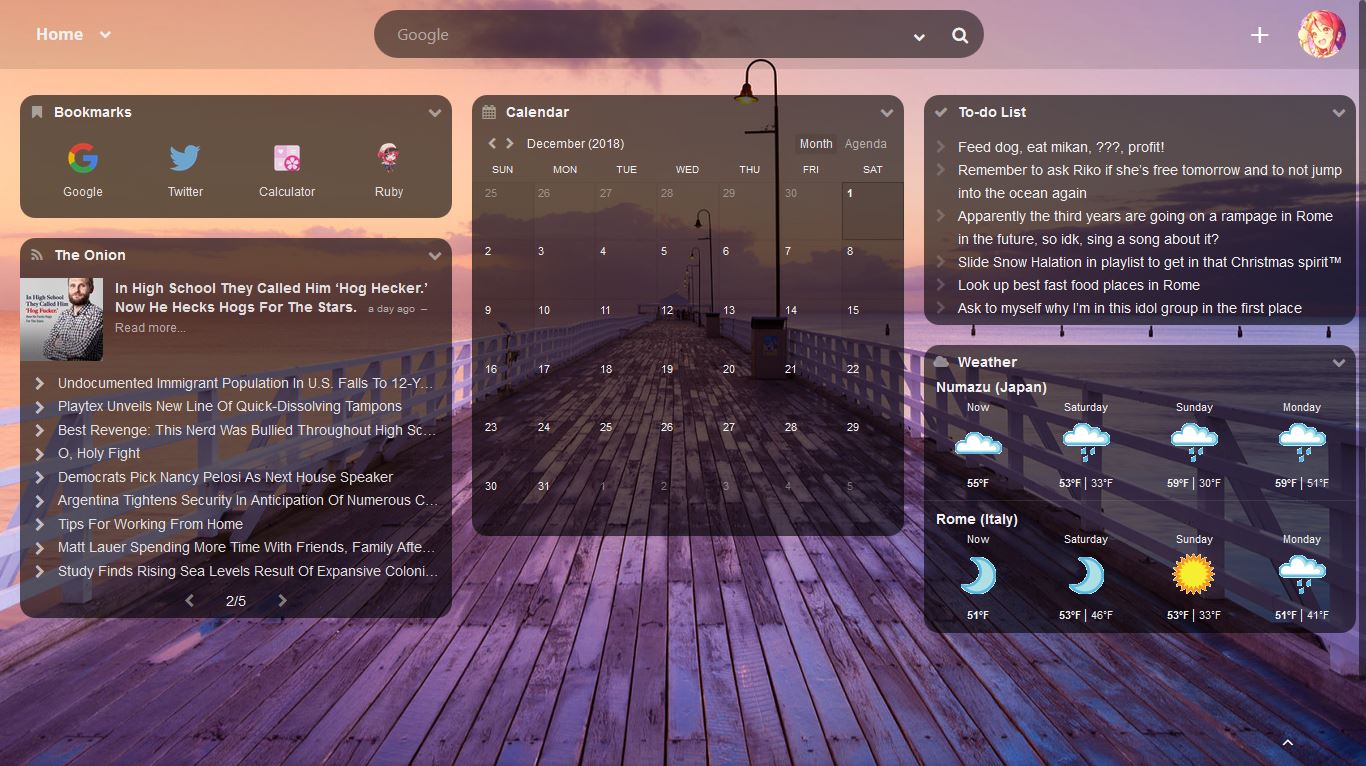 Home
Google
Bookmarks
Google
Twitter
Calculator
Ruby
The Onion
In High School
They Called Him
'Hog Fucker.'
In High School They Called Him ‘Hog Hecker.’
Now He Hecks Hogs For The Stars. a day ago –
Read more...
Undocumented Immigrant Population In U.S. Falls To 12-Y…
Playtex Unveils New Line Of Quick-Dissolving Tampons
Best Revenge: This Nerd Was Bullied Throughout High Sc…
O, Holy Fight
Democrats Pick Nancy Pelosi As Next House Speaker
Argentina Tightens Security In Anticipation Of Numerous C…
Tips For Working From Home
Matt Lauer Spending More Time With Friends, Family Afte…
Study Finds Rising Sea Levels Result Of Expansive Coloni…
2/5
Calendar
December (2018)
Month Agenda
SUN MON TUE WED THU FRI SAT
25 26 27 28 29 30 1
2 3 4 5 6 7 8
9 10 11 12 13 14 15
16 17 18 19 20 21 22
23 24 25 26 27 28 29
30 31 1 2 3 4 5
To-do List
Feed dog, eat mikan, ???, profit!
Remember to ask Riko if she’s free tomorrow and to not jump
into the ocean again
Apparently the third years are going on a rampage in Rome
in the future, so idk, sing a song about it?
Slide Snow Halation in playlist to get in that Christmas spirit™
Look up best fast food places in Rome
Ask to myself why I’m in this idol group in the first place
Weather
Numazu (Japan)
Now Saturday Sunday Monday
55°F 53°F | 33°F 59°F | 30°F 59°F | 51°F
Rome (Italy)
Now Saturday Sunday Monday
51°F 53°F | 46°F 53°F | 33°F 51°F | 41°F